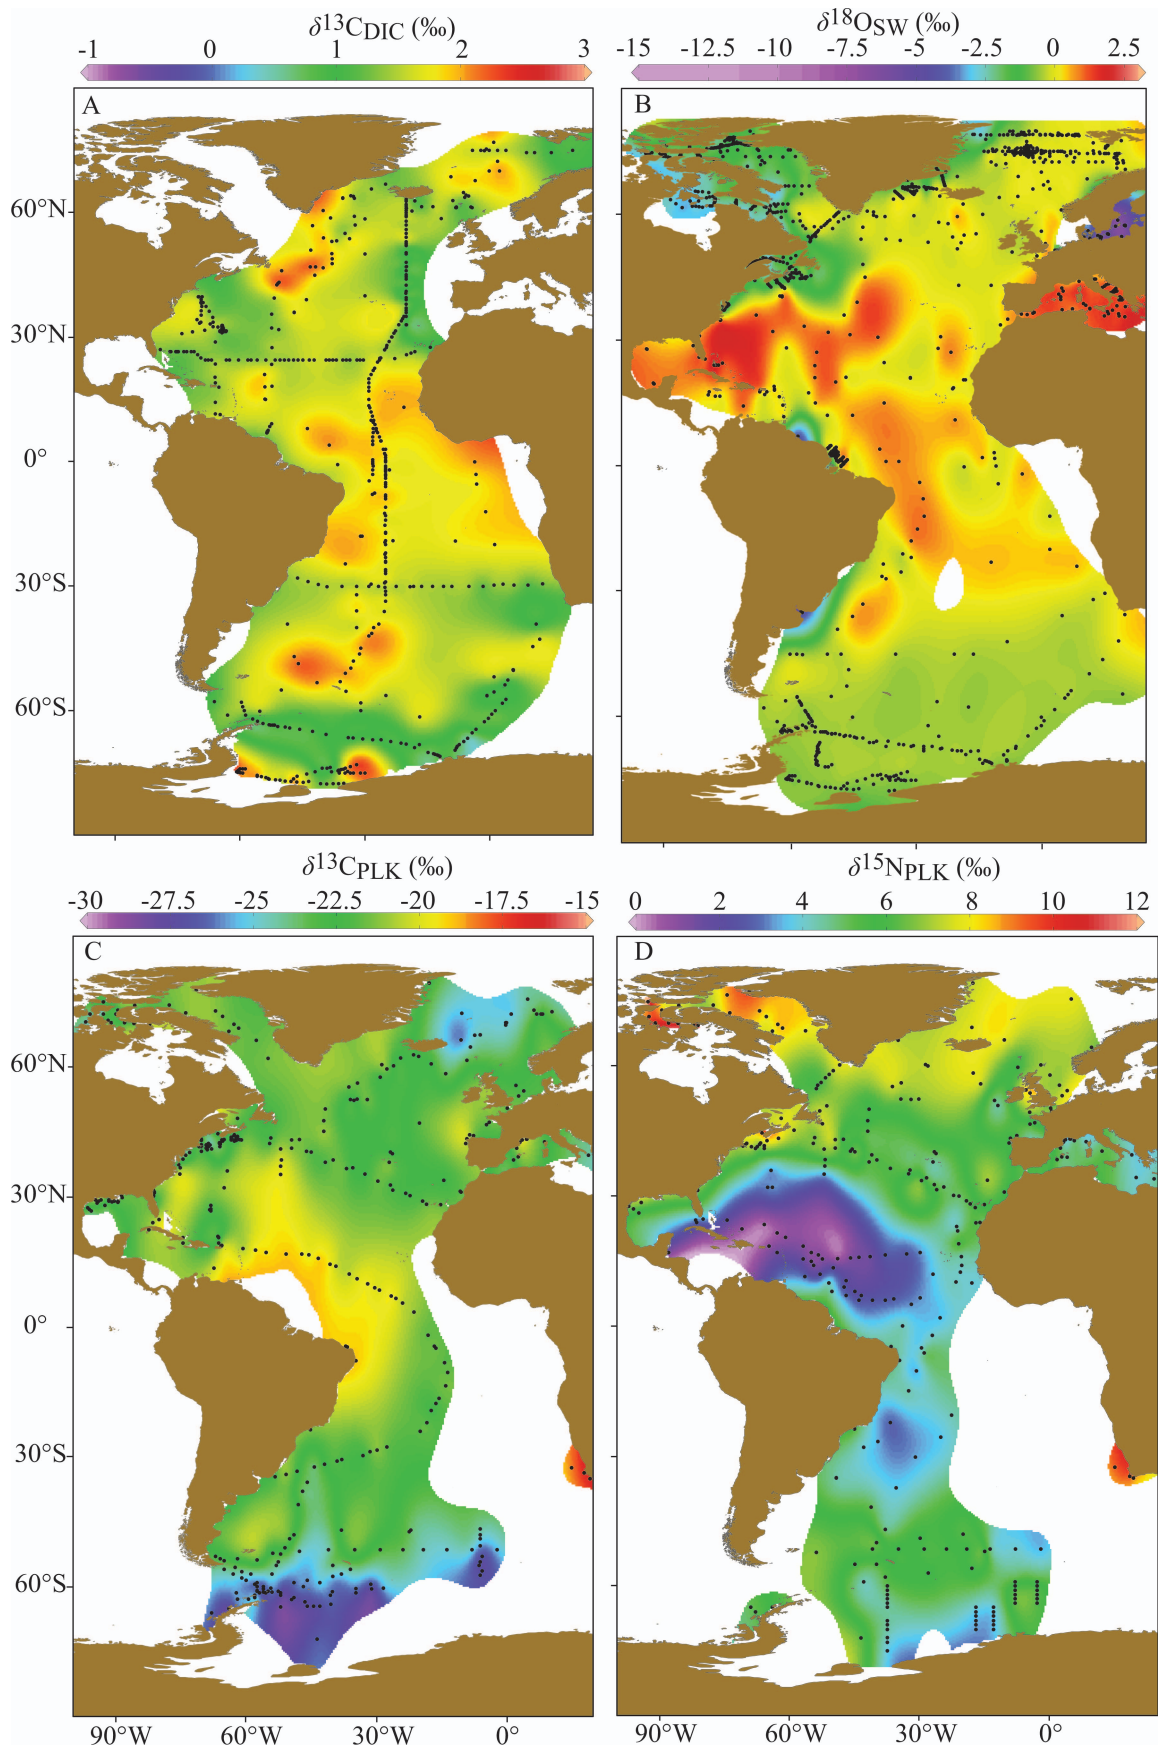 δ13CDIC (‰) δ18OSW (‰)
-1 0 1 2 3 -15 -12.5 -10 -7.5 -5 -2.5 0 2.5
A B
60°N
30°N
0°
30°S
60°S
δ13CPLK (‰) δ15NPLK (‰)
-30 -27.5 -25 -22.5 -20 -17.5 -15 0 2 4 6 8 10 12
C D
60°N
30°N
0°
30°S
60°S
90°W 60°W 30°W 0° 90°W 60°W 30°W 0°